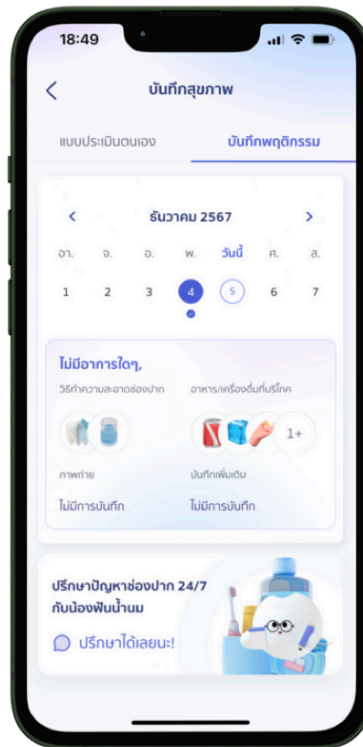 18:49
บันทึกสุขภาพ
แบบประเมินตนเอง บันทึกพฤติกรรม
ธันวาคม 2567
อา. จ. อ. พ. วันนี้ ศ. ส.
1 2 3 4 5 6 7
ไม่มีอาการใดๆ,
วิธีทำความสะอาดช่องปาก อาหาร/เครื่องดื่มที่บริโภค
1+
ภาพถ่าย บันทึกเพิ่มเติม
ไม่มีการบันทึก ไม่มีการบันทึก
ปรึกษาปัญหาช่องปาก 24/7
กับน้องฟันน้ำนม
ปรึกษาได้เลยนะ!